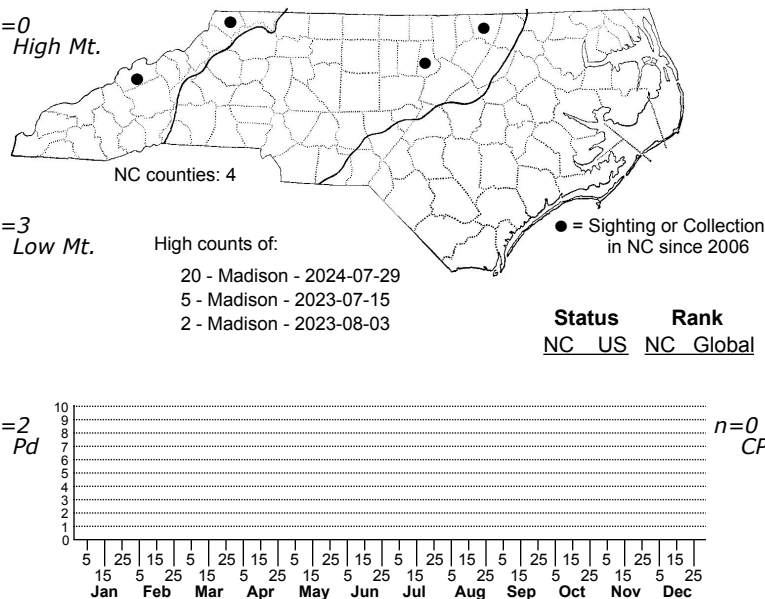 =0
High Mt.
NC counties: 4
=3
Low Mt.
High counts of:
20 - Madison - 2024-07-29
5 - Madison - 2023-07-15
2 - Madison - 2023-08-03
● = Sighting or Collection
in NC since 2006
Status Rank
NC US NC Global
=2
Pd
n=0
CP
10
9
8
7
6
5
4
3
2
1
0
5 25 15 5 25 15 5 25 15 5 25 15 5 25 15 5 25 15
15 5 25 15 5 25 15 5 25 15 5 25 15 5 25 15 5 25
Jan Feb Mar Apr May Jun Jul Aug Sep Oct Nov Dec